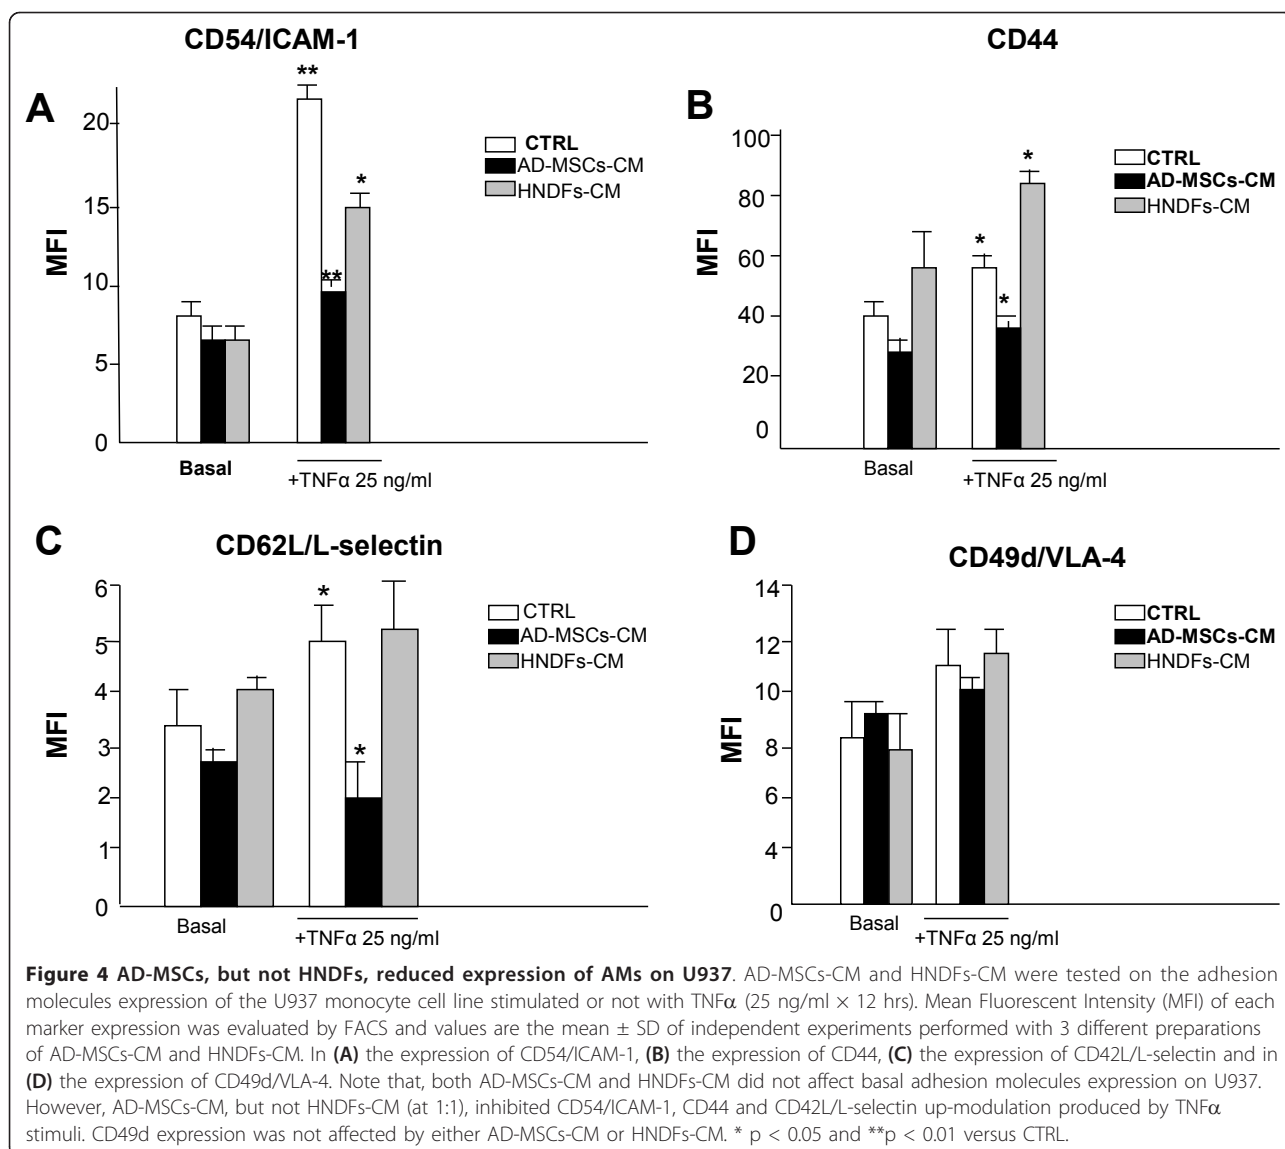 CD54/ICAM-1
A
MFI
20
15
10
5
0
**
**
*
CTRL
AD-MSCs-CM
HNDFs-CM
Basal
+TNFα 25 ng/ml
CD44
B
MFI
100
80
60
40
20
0
*
*
*
CTRL
AD-MSCs-CM
HNDFs-CM
Basal
+TNFα 25 ng/ml
CD62L/L-selectin
C
MFI
6
5
4
3
2
1
0
*
*
CTRL
AD-MSCs-CM
HNDFs-CM
Basal
+TNFα 25 ng/ml
CD49d/VLA-4
D
MFI
14
12
10
8
6
4
0
CTRL
AD-MSCs-CM
HNDFs-CM
Basal
+TNFα 25 ng/ml
Figure 4 AD-MSCs, but not HNDFs, reduced expression of AMs on U937. AD-MSCs-CM and HNDFs-CM were tested on the adhesion
molecules expression of the U937 monocyte cell line stimulated or not with TNFα (25 ng/ml × 12 hrs). Mean Fluorescent Intensity (MFI) of each
marker expression was evaluated by FACS and values are the mean ± SD of independent experiments performed with 3 different preparations
of AD-MSCs-CM and HNDFs-CM. In (A) the expression of CD54/ICAM-1, (B) the expression of CD44, (C) the expression of CD42L/L-selectin and in
(D) the expression of CD49d/VLA-4. Note that, both AD-MSCs-CM and HNDFs-CM did not affect basal adhesion molecules expression on U937.
However, AD-MSCs-CM, but not HNDFs-CM (at 1:1), inhibited CD54/ICAM-1, CD44 and CD42L/L-selectin up-modulation produced by TNFα
stimuli. CD49d expression was not affected by either AD-MSCs-CM or HNDFs-CM. * p < 0.05 and **p < 0.01 versus CTRL.